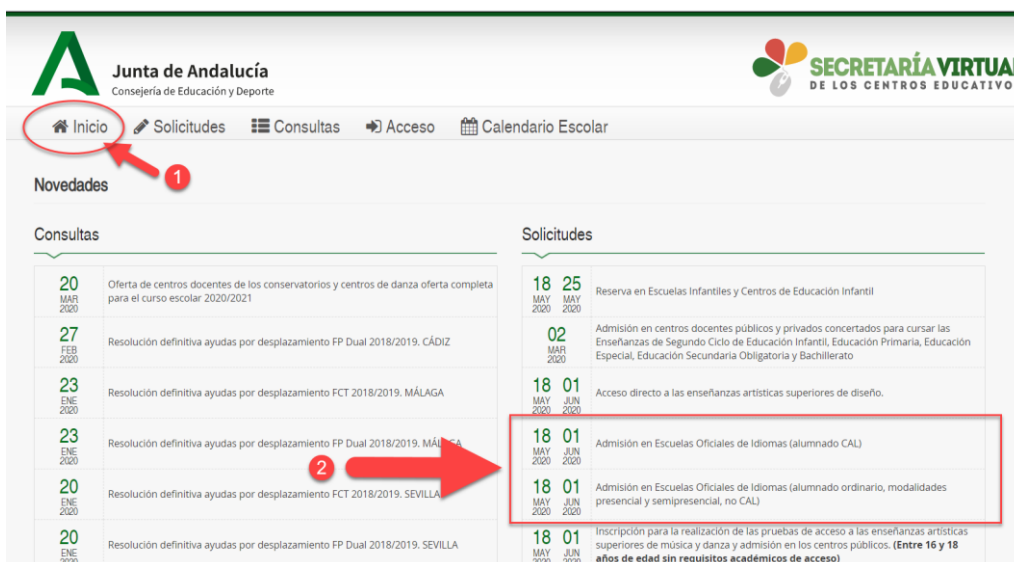 Junta de Andalucía
Consejería de Educación y Deporte
SECRETARÍA VIRTUAL
DE LOS CENTROS EDUCATIVO
Inicio
Solicitudes
Consultas
Acceso
Calendario Escolar
1
Novedades
Consultas
20
MAR
2020
Oferta de centros docentes de los conservatorios y centros de danza oferta completa
para el curso escolar 2020/2021
27
FEB
2020
Resolución definitiva ayudas por desplazamiento FP Dual 2018/2019. CÁDIZ
23
ENE
2020
Resolución definitiva ayudas por desplazamiento FCT 2018/2019. MÁLAGA
23
ENE
2020
Resolución definitiva ayudas por desplazamiento FP Dual 2018/2019. MÁLAGA
2
20
ENE
2020
Resolución definitiva ayudas por desplazamiento FCT 2018/2019. SEVILLA
20
ENE
2020
Resolución definitiva ayudas por desplazamiento FP Dual 2018/2019. SEVILLA
Solicitudes
18 25
MAY MAY
2020 2020
Reserva en Escuelas Infantiles y Centros de Educación Infantil
02
MAR
2020
Admisión en centros docentes públicos y privados concertados para cursar las
Enseñanzas de Segundo Ciclo de Educación Infantil, Educación Primaria, Educación
Especial, Educación Secundaria Obligatoria y Bachillerato
18 01
MAY JUN
2020 2020
Acceso directo a las enseñanzas artísticas superiores de diseño.
18 01
MAY JUN
2020 2020
Admisión en Escuelas Oficiales de Idiomas (alumnado CAL)
18 01
MAY JUN
2020 2020
Admisión en Escuelas Oficiales de Idiomas (alumnado ordinario, modalidades
presencial y semipresencial, no CAL)
18 01
MAY JUN
2020 2020
Inscripción para la realización de las pruebas de acceso a las enseñanzas artísticas
superiores de música y danza y admisión en los centros públicos. (Entre 16 y 18
años de edad sin requisitos académicos de acceso)